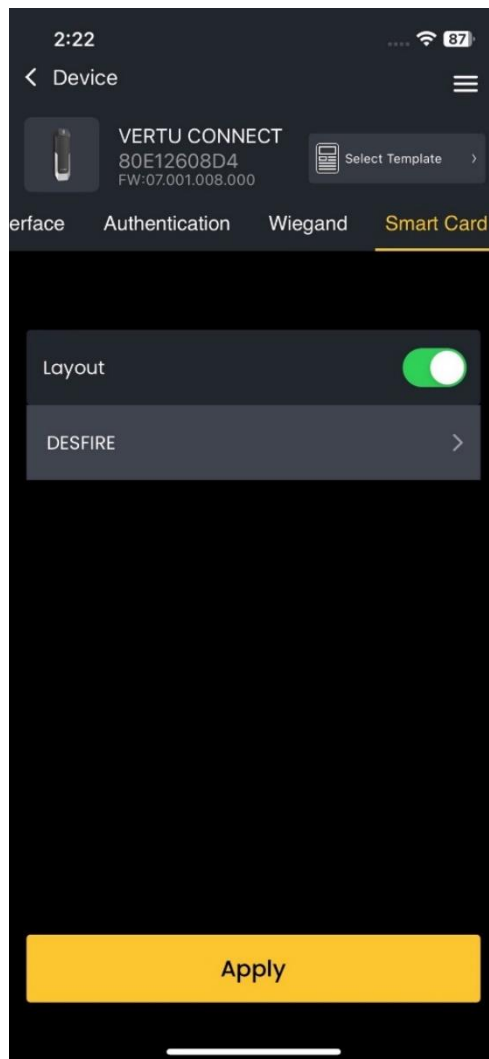 2:22
87
Device
VERTU CONNECT
80E12608D4
FW:07.001.008.000
Select Template
erface Authentication Wiegand Smart Card
Layout
DESFIRE
Apply